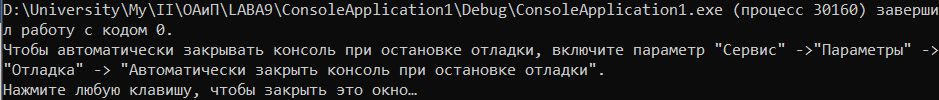 D:\University\My\II\ОАиП\LABA9\ConsoleApplication1\Debug\ConsoleApplication1.exe (процесс 30160) заверши
л работу с кодом 0.
Чтобы автоматически закрывать консоль при остановке отладки, включите параметр "Сервис" ->"Параметры" ->
"Отладка" -> "Автоматически закрыть консоль при остановке отладки".
Нажмите любую клавишу, чтобы закрыть это окно…